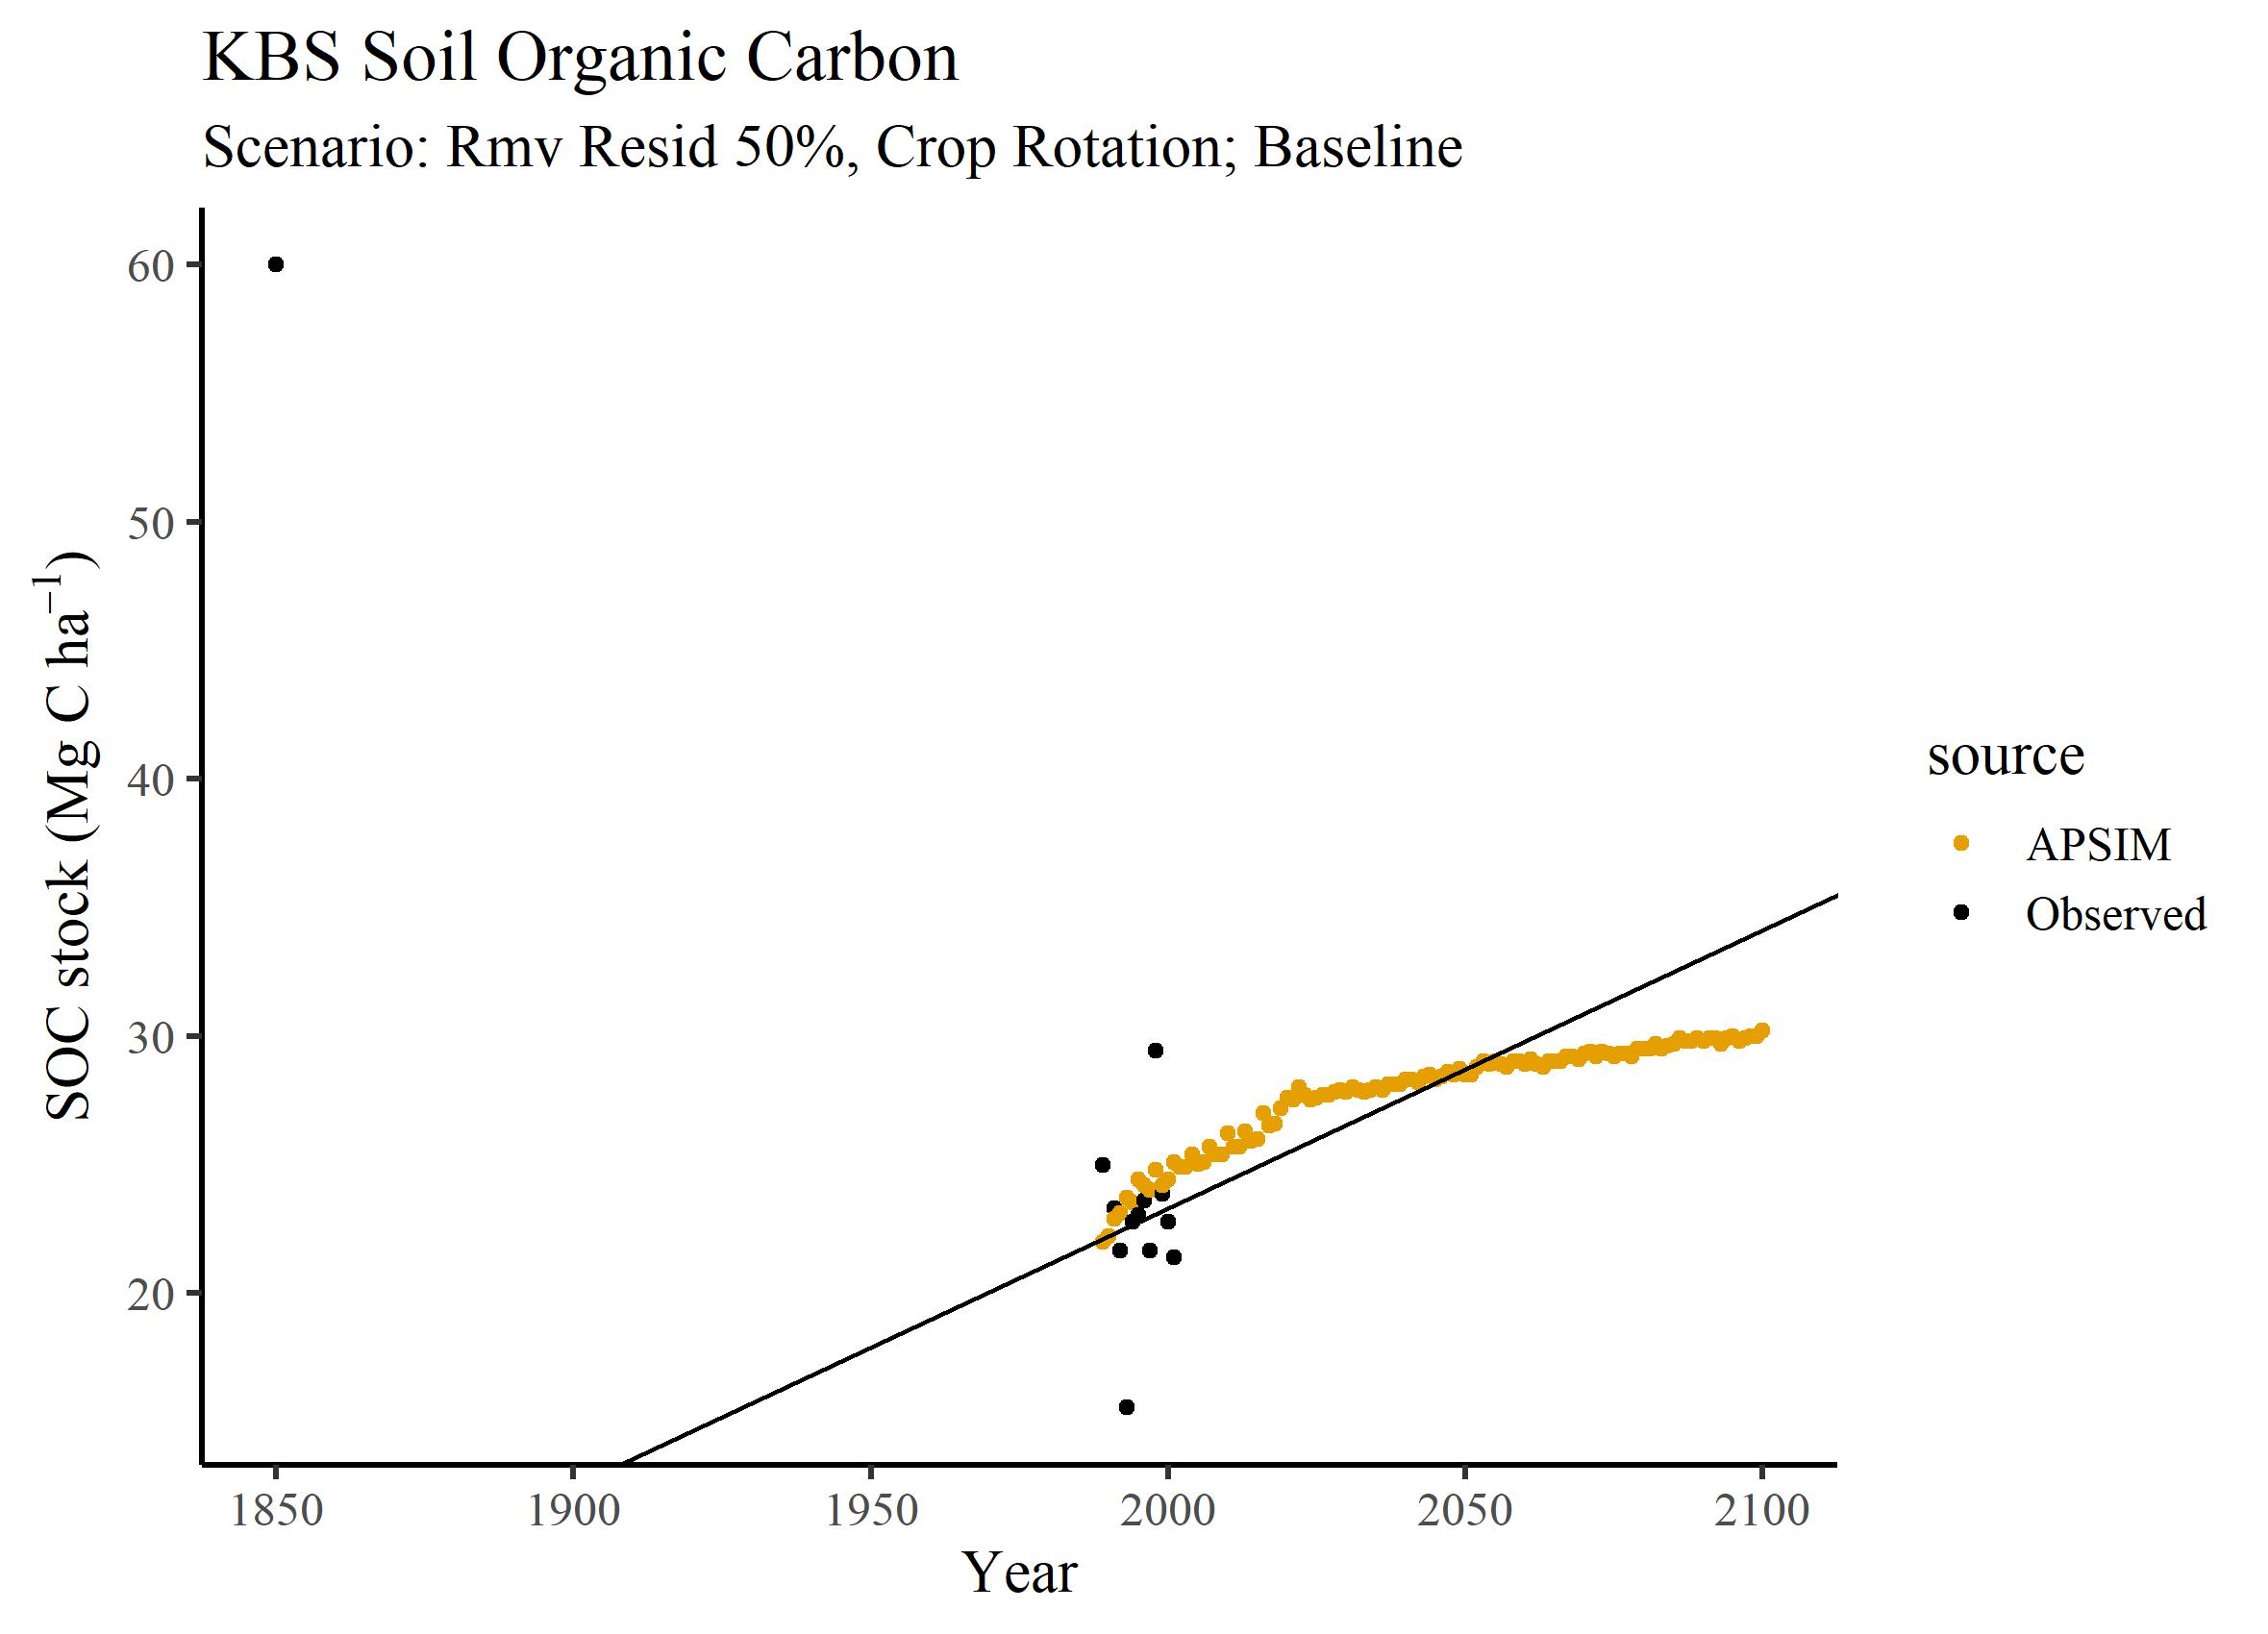 KBS Soil Organic Carbon
Scenario: Rmv Resid 50%, Crop Rotation; Baseline
60
50
40
30
20
SOC stock (Mg C ha⁻¹)
1850 1900 1950 2000 2050 2100
Year
source
APSIM
Observed